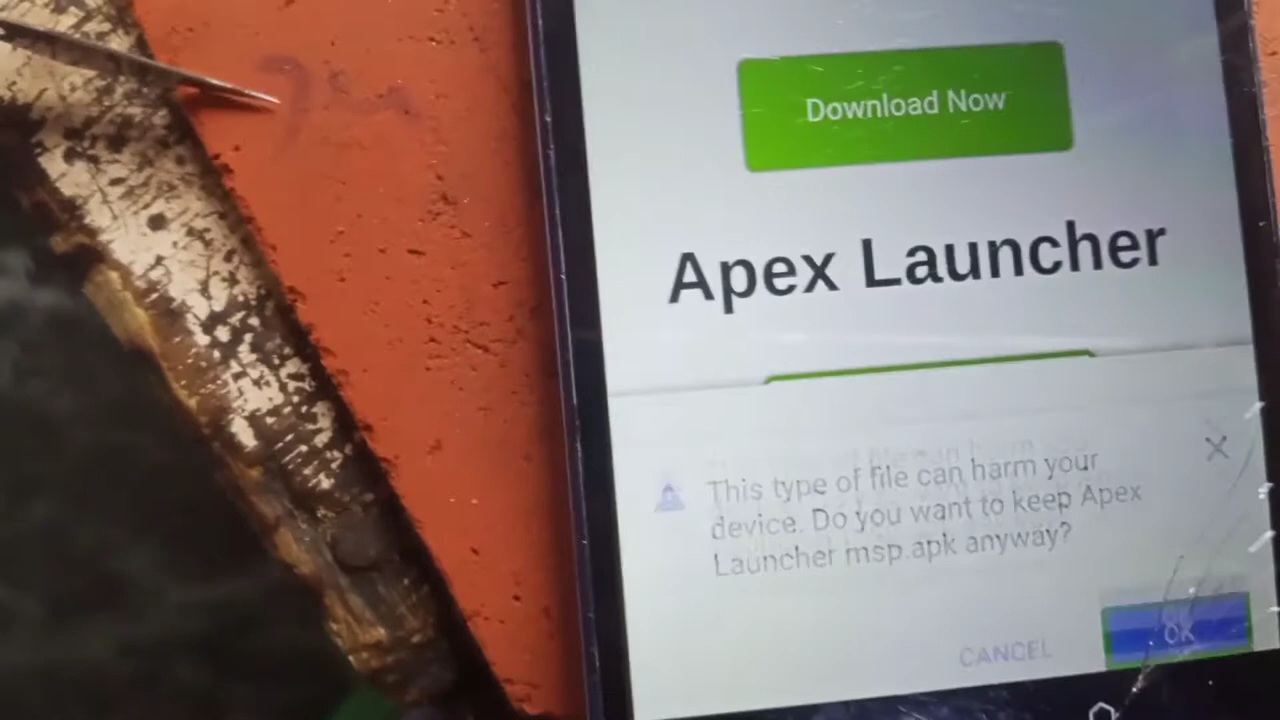 Download Now
Apex Launcher
This type of file can harm your
device. Do you want to keep Apex
Launcher msp.apk anyway?
CANCEL
OK